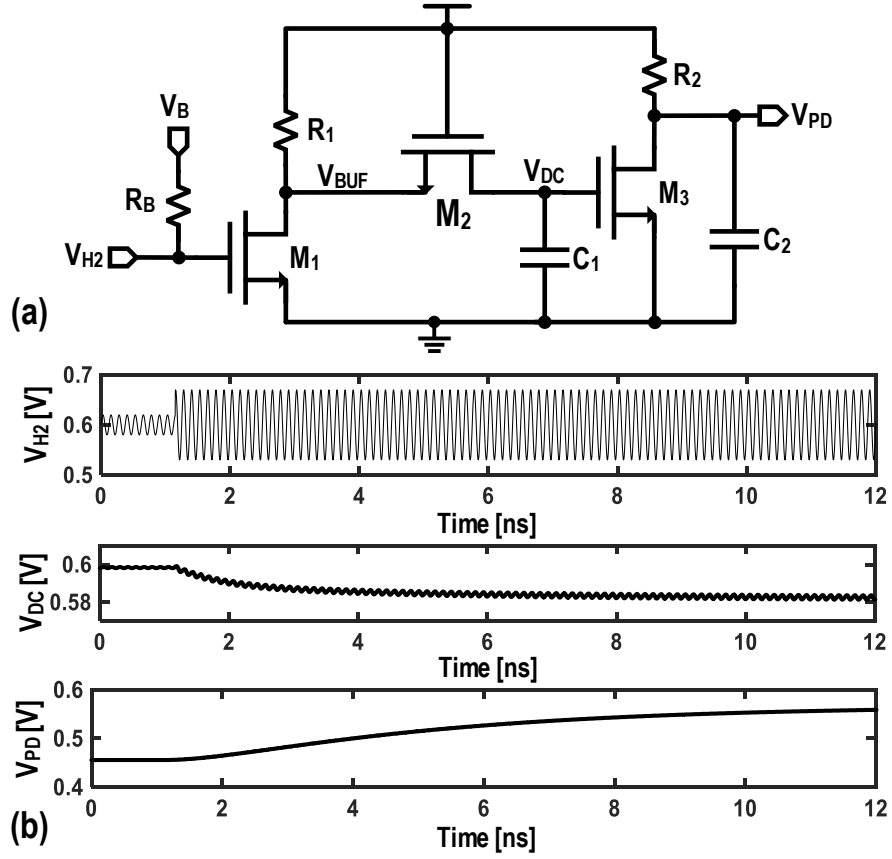 V_B
R_B
V_H2
R_1
V_BUF
M_1
M_2
V_DC
C_1
M_3
R_2
V_PD
C_2
(a)
V_H2 [V]
0.7
0.6
0.5
0 2 4 6 8 10 12
Time [ns]
V_DC [V]
0.6
0.58
0 2 4 6 8 10 12
Time [ns]
V_PD [V]
0.6
0.5
0.4
0 2 4 6 8 10 12
Time [ns]
(b)